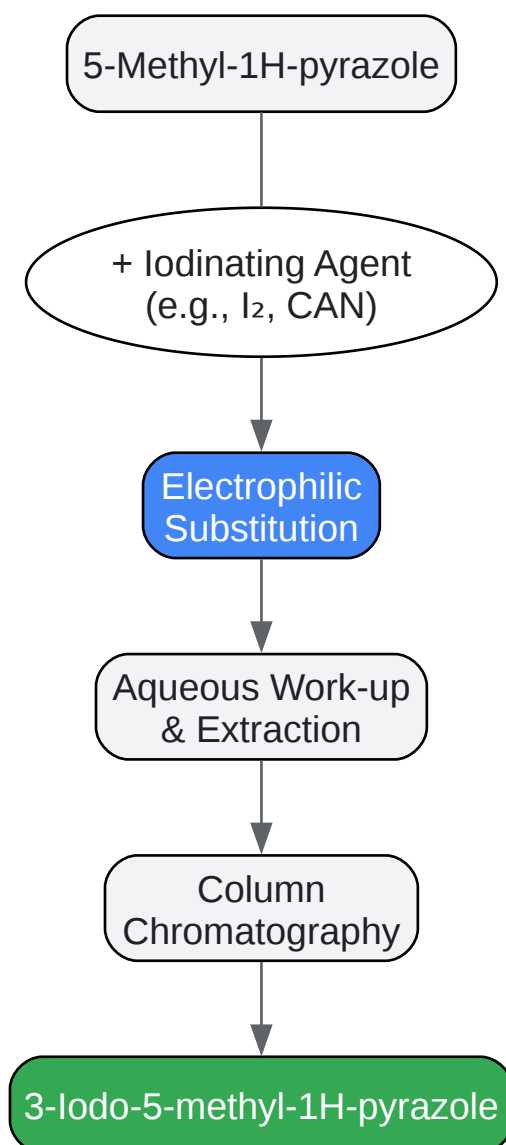 5-Methyl-1H-pyrazole
+ Iodinating Agent
(e.g., I₂, CAN)
Electrophilic
Substitution
Aqueous Work-up
& Extraction
Column
Chromatography
3-Iodo-5-methyl-1H-pyrazole